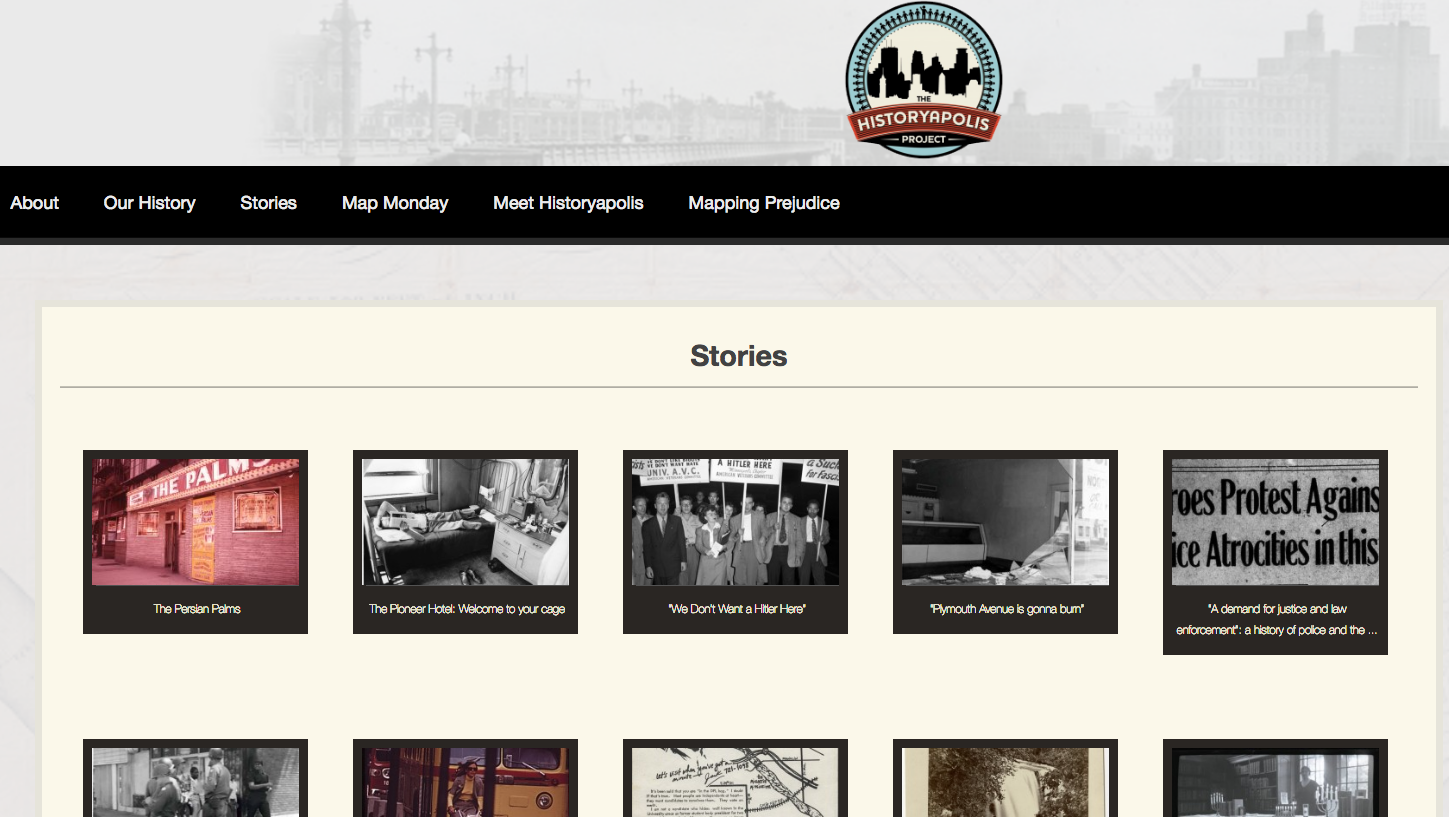 THE
HISTORYAPOLIS
PROJECT
About Our History Stories Map Monday Meet Historyapolis Mapping Prejudice
Stories
THE PALMS
The Persian Palms
The Pioneer Hotel: Welcome to your cage
UNIV. A.V.C.
A HITLER HERE
a Such
for Fasci
"We Don't Want a Hitler Here"
"Plymouth Avenue is gonna burn"
roes Protest Agains
ice Atrocities in this
"A demand for justice and law
enforcement": a history of police and the ...